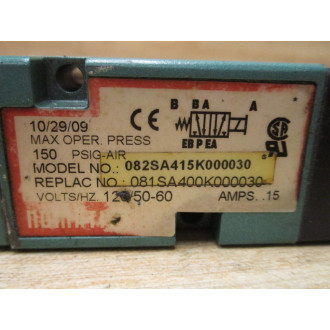 B BA A
EB P EA
10/29/09
MAX OPER. PRESS
150 PSIG-AIR
MODEL NO.: 082SA415K000030
REPLAC NO.: 081SA400K000030
VOLTS/HZ. 120/50-60 AMPS. .15